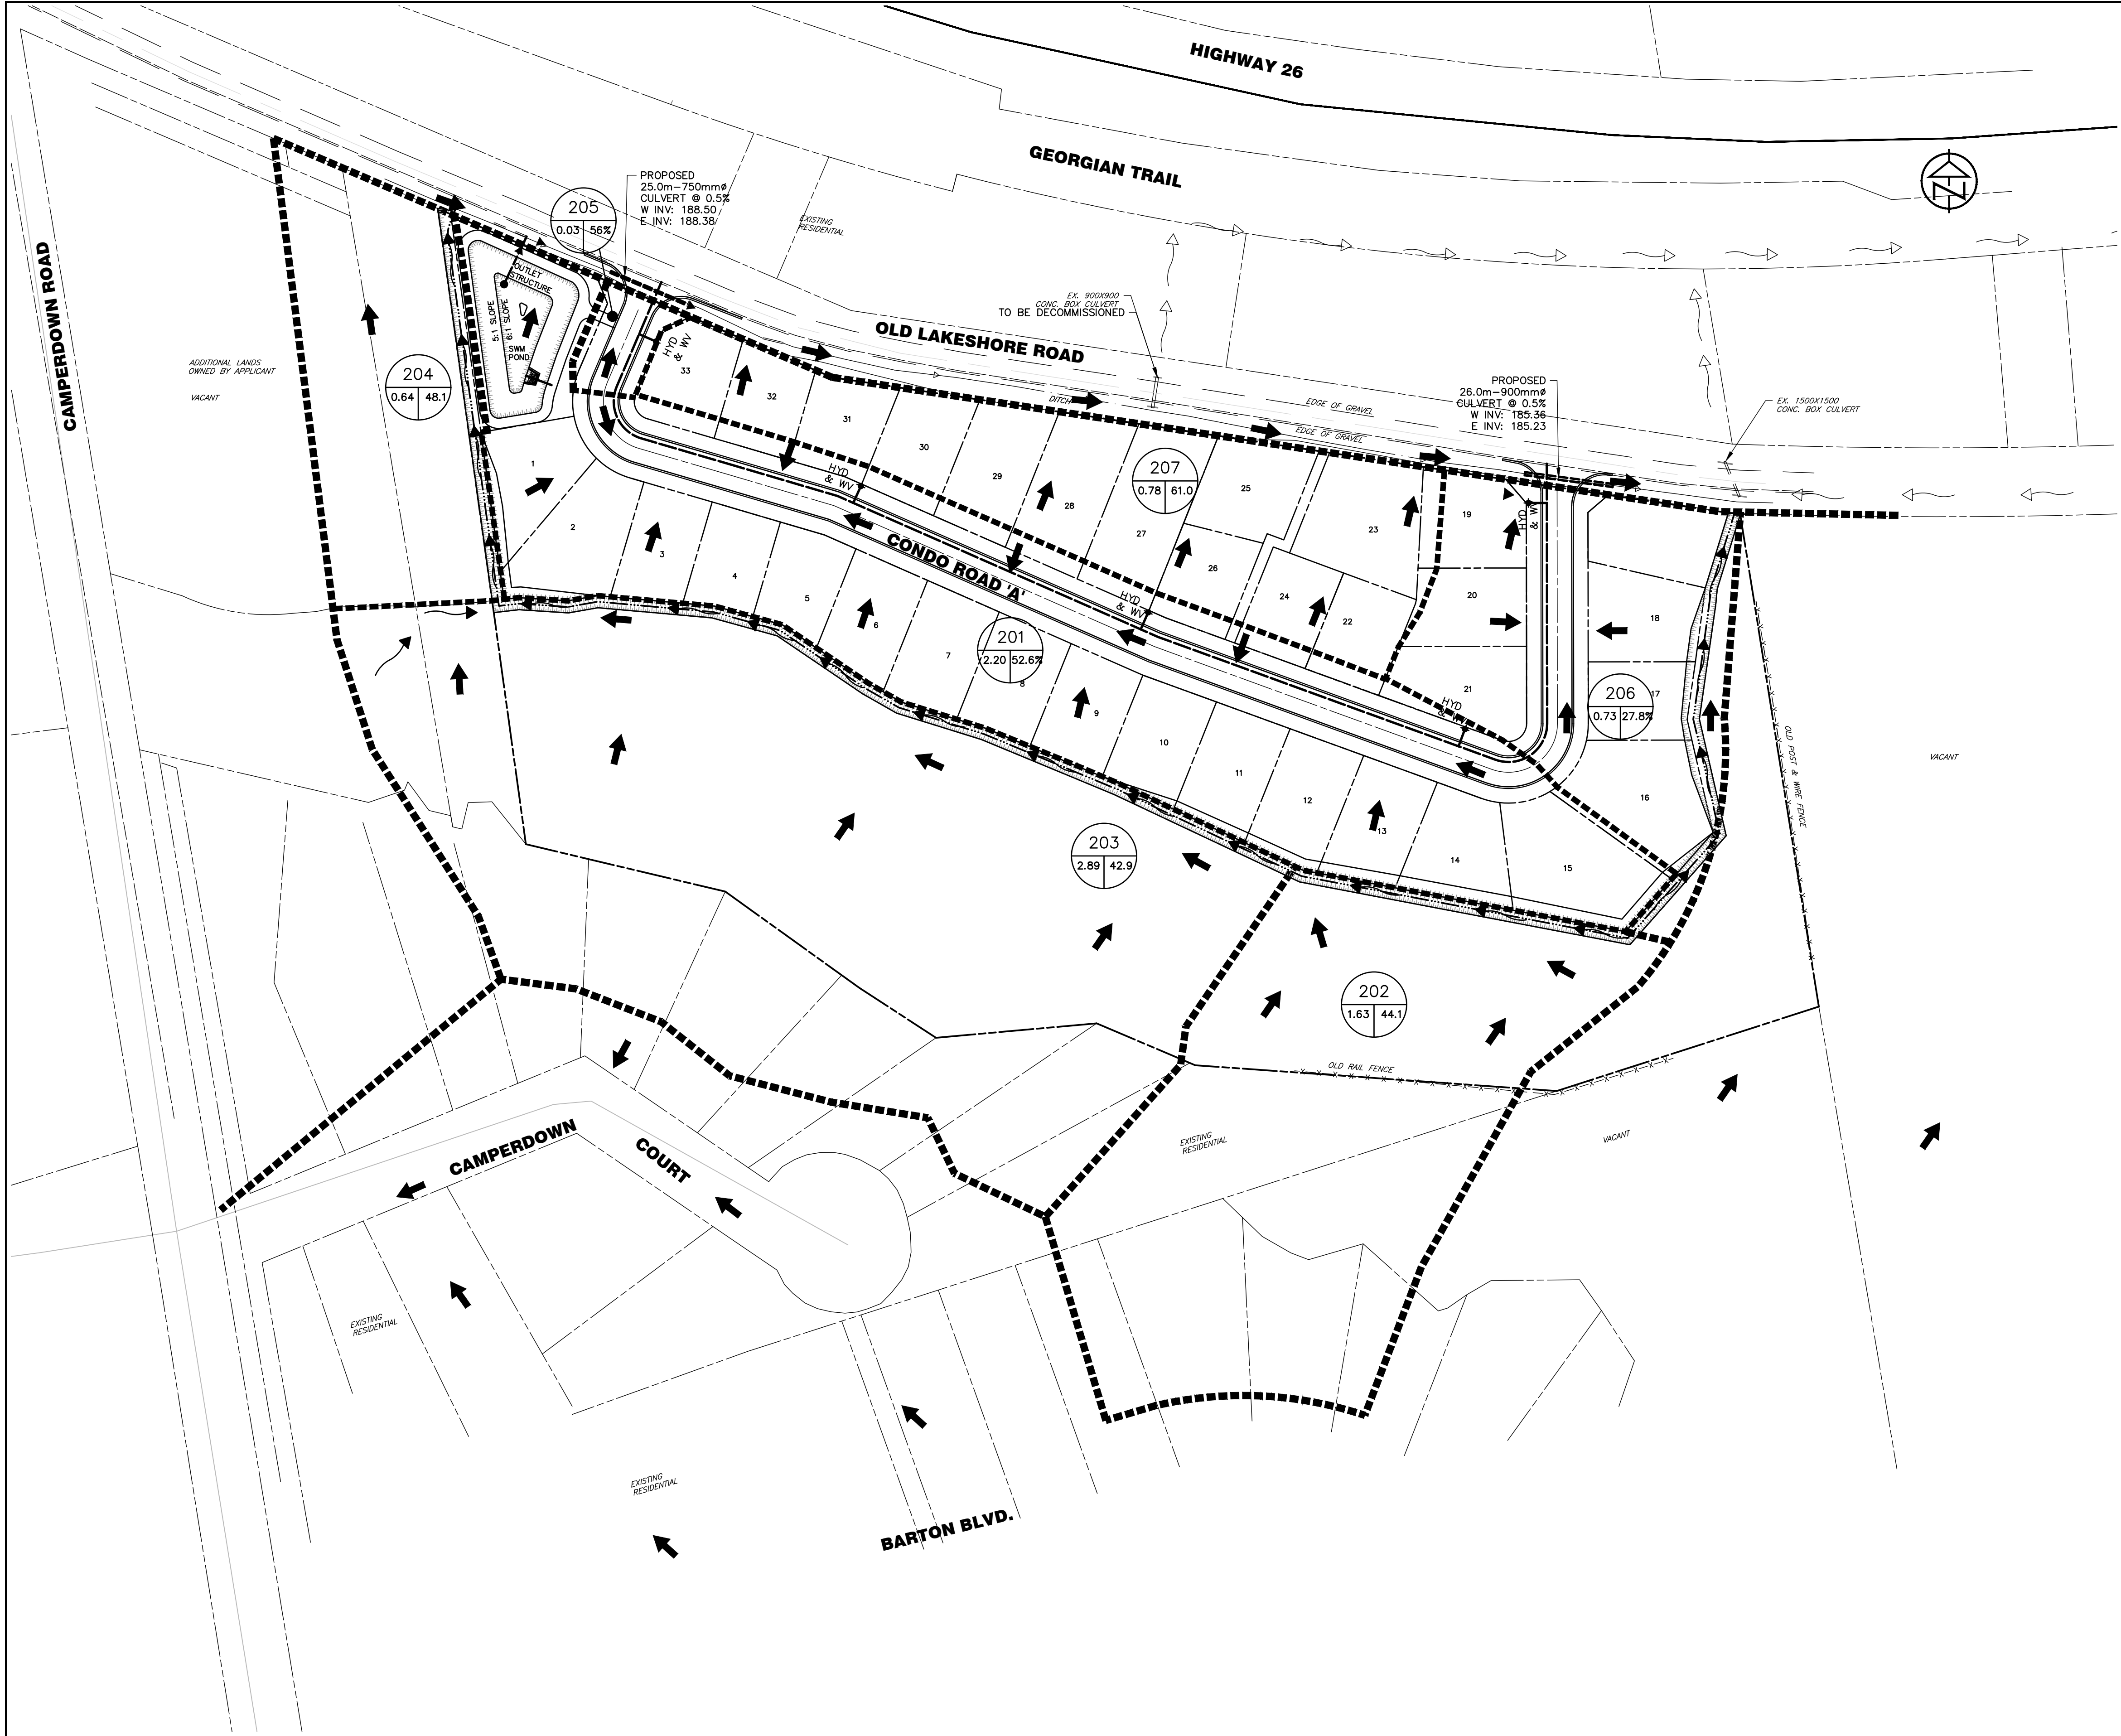 HIGHWAY 26
GEORGIAN TRAIL
N
PROPOSED
25.0m-750mmø
CULVERT @ 0.5%
W INV: 188.50
E INV: 188.38
205
0.03 56%
EXISTING
RESIDENTIAL
CAMPERDOWN ROAD
OUTLET
STRUCTURE
5:1 SLOPE
6:1 SLOPE
SWM
POND
EX. 900X900
CONC. BOX CULVERT
TO BE DECOMMISSIONED
OLD LAKESHORE ROAD
ADDITIONAL LANDS
OWNED BY APPLICANT
VACANT
204
0.64 48.1
HYD
& WV
33
32
31
30
29
28
27
26
25
24
23
22
19
20
21
DITCH
EDGE OF GRAVEL
EDGE OF GRAVEL
PROPOSED
26.0m-900mmø
CULVERT @ 0.5%
W INV: 185.36
E INV: 185.23
EX. 1500X1500
CONC. BOX CULVERT
207
0.78 61.0
HYD
& WV
HYD
& WV
HYD
& WV
HYD
& WV
CONDO ROAD 'A'
1
2
3
4
5
6
7
8
9
10
11
12
13
14
15
16
17
18
201
2.20 52.6%
206
0.73 27.8%
OLD POST & WIRE FENCE
VACANT
203
2.89 42.9
202
1.63 44.1
OLD RAIL FENCE
EXISTING
RESIDENTIAL
VACANT
CAMPERDOWN
COURT
EXISTING
RESIDENTIAL
EXISTING
RESIDENTIAL
BARTON BLVD.